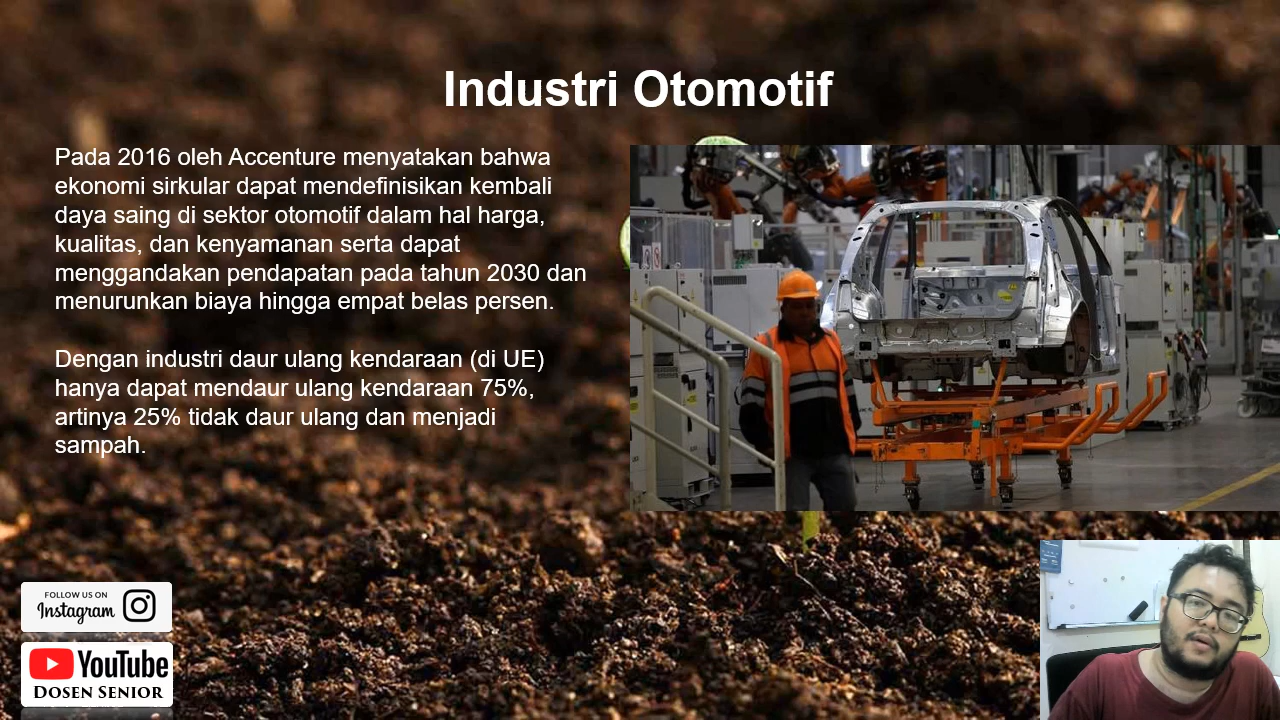 Industri Otomotif
Pada 2016 oleh Accenture menyatakan bahwa
ekonomi sirkular dapat mendefinisikan kembali
daya saing di sektor otomotif dalam hal harga,
kualitas, dan kenyamanan serta dapat
menggandakan pendapatan pada tahun 2030 dan
menurunkan biaya hingga empat belas persen.
Dengan industri daur ulang kendaraan (di UE)
hanya dapat mendaur ulang kendaraan 75%,
artinya 25% tidak daur ulang dan menjadi
sampah.
FOLLOW US ON
Instagram
YouTube
DOSEN SENIOR